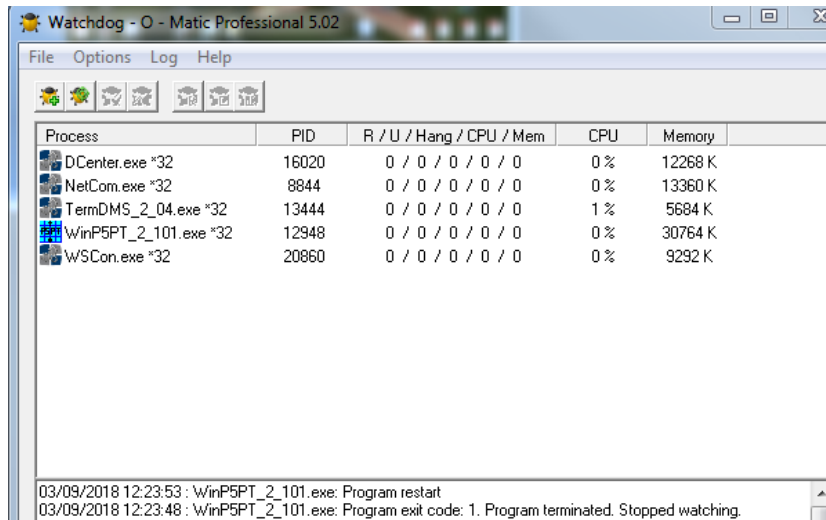 Watchdog - O - Matic Professional 5.02
File Options Log Help
Process PID R / U / Hang / CPU / Mem CPU Memory
DCenter.exe *32 16020 0 / 0 / 0 / 0 / 0 0 % 12268 K
NetCom.exe *32 8844 0 / 0 / 0 / 0 / 0 0 % 13360 K
TermDMS_2_04.exe *32 13444 0 / 0 / 0 / 0 / 0 1 % 5684 K
WinP5PT_2_101.exe *32 12948 0 / 0 / 0 / 0 / 0 0 % 30764 K
WSCon.exe *32 20860 0 / 0 / 0 / 0 / 0 0 % 9292 K
03/09/2018 12:23:53 : WinP5PT_2_101.exe: Program restart
03/09/2018 12:23:48 : WinP5PT_2_101.exe: Program exit code: 1. Program terminated. Stopped watching.